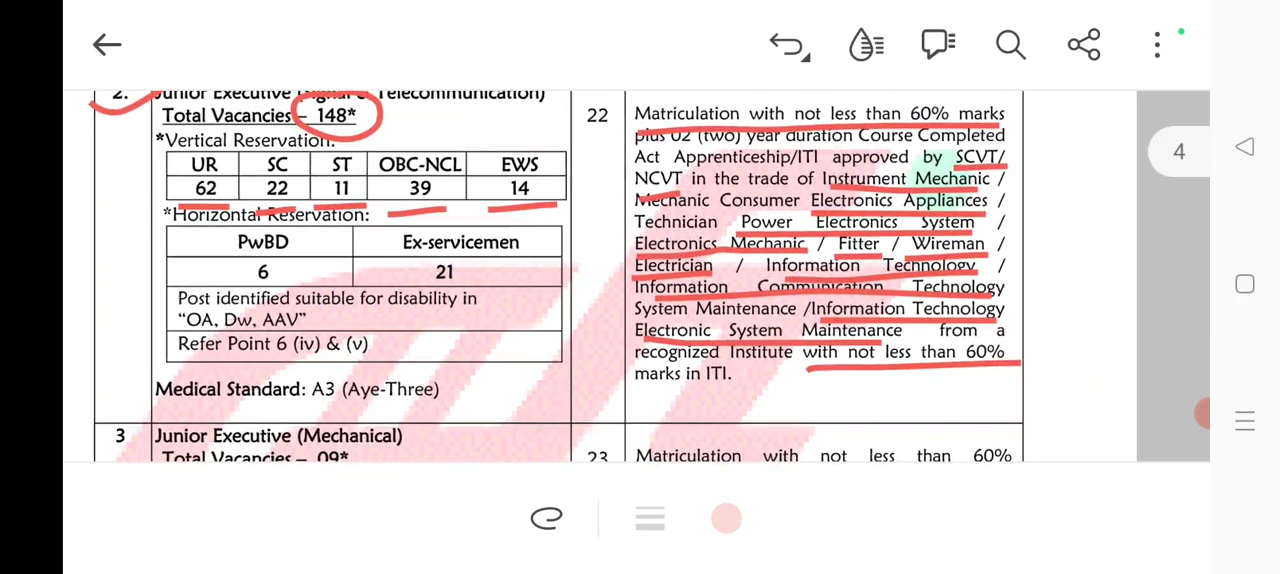 2. Junior Executive (Signal & Telecommunication)
Total Vacancies – 148*
*Vertical Reservation:
UR SC ST OBC-NCL EWS
62 22 11 39 14
*Horizontal Reservation:
PwBD Ex-servicemen
6 21
Post identified suitable for disability in
“OA, Dw, AAV”
Refer Point 6 (iv) & (v)
Medical Standard: A3 (Aye-Three)
22
Matriculation with not less than 60% marks
plus 02 (two) year duration Course Completed
Act Apprenticeship/ITI approved by SCVT/
NCVT in the trade of Instrument Mechanic /
Mechanic Consumer Electronics Appliances /
Technician Power Electronics System /
Electronics Mechanic / Fitter / Wireman /
Electrician / Information Technology /
Information Communication Technology
System Maintenance /Information Technology
Electronic System Maintenance from a
recognized Institute with not less than 60%
marks in ITI.
4
3 Junior Executive (Mechanical)
Total Vacancies – 09*
23
Matriculation with not less than 60%